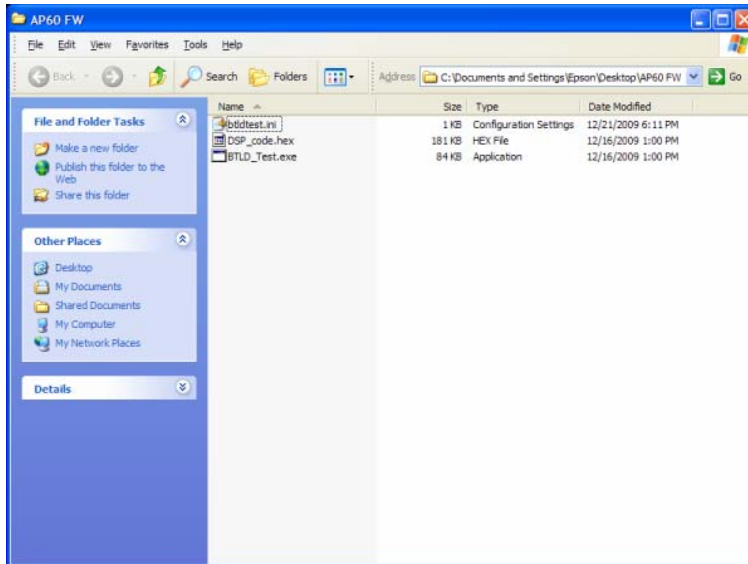 AP60 FW
File Edit View Favorites Tools Help
Back Search Folders Address C:\Documents and Settings\Epson\Desktop\AP60 FW Go
File and Folder Tasks
Make a new folder
Publish this folder to the
Web
Share this folder
Other Places
Desktop
My Documents
Shared Documents
My Computer
My Network Places
Details
Name Size Type Date Modified
btldtest.ini 1 KB Configuration Settings 12/21/2009 6:11 PM
DSP_code.hex 181 KB HEX File 12/16/2009 1:00 PM
BTLD_Test.exe 84 KB Application 12/16/2009 1:00 PM